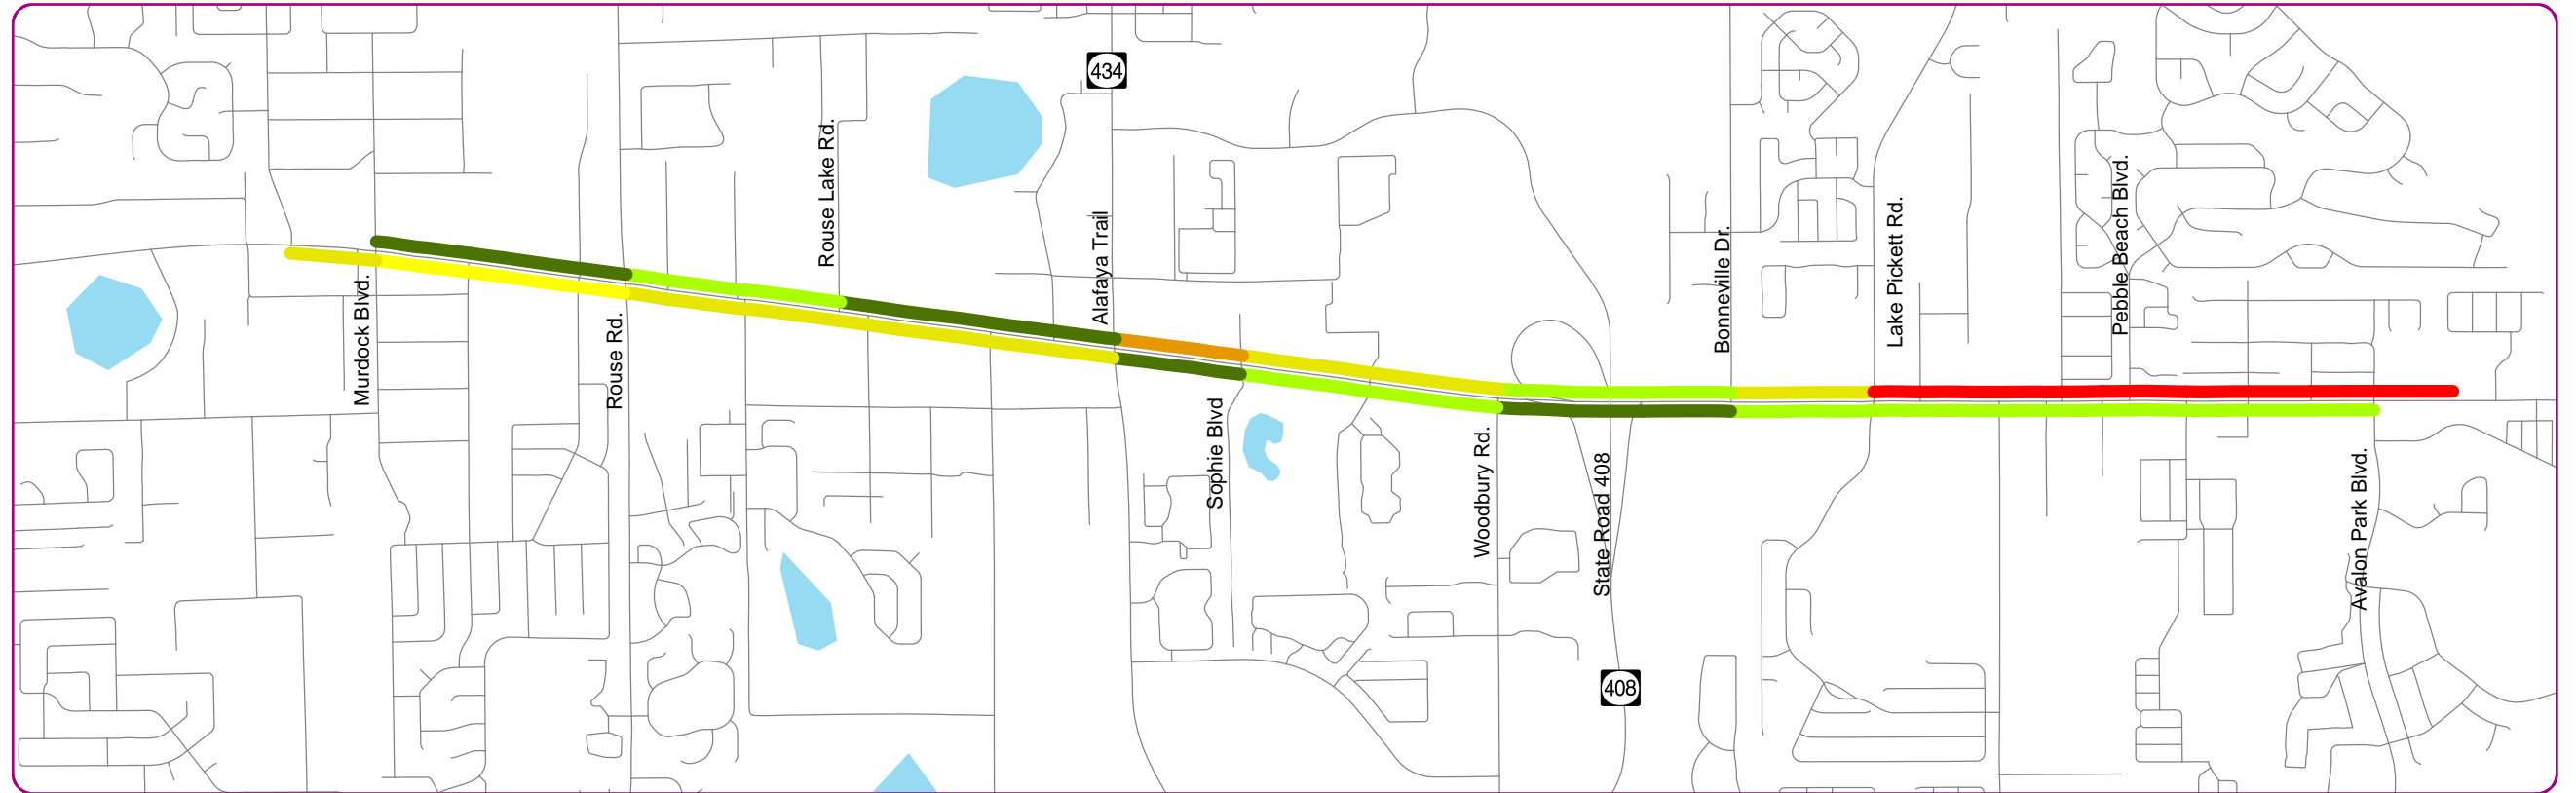 434
Rouse Lake Rd.
Alafaya Trail
Pebble Beach Blvd.
Lake Pickett Rd.
Bonneville Dr.
Murdock Blvd.
Rouse Rd.
Sophie Blvd
Woodbury Rd.
State Road 408
Avalon Park Blvd.
408